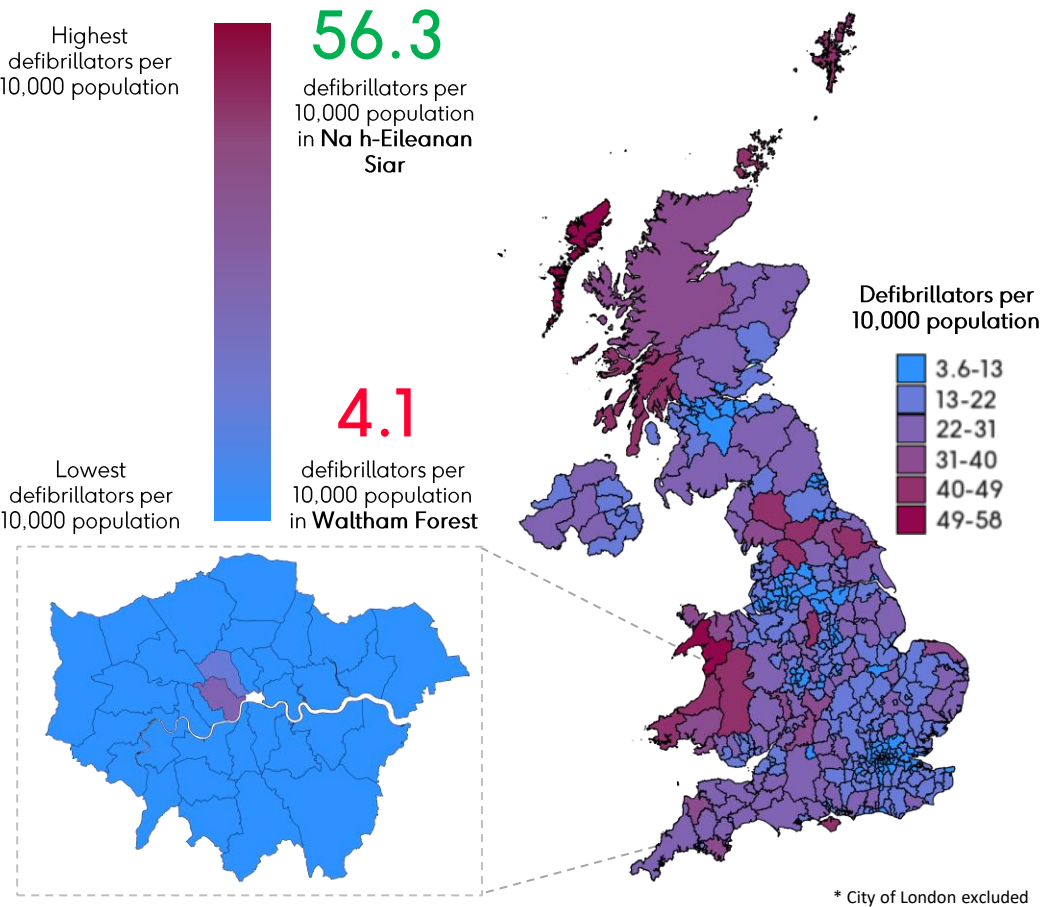 Highest
defibrillators per
10,000 population
56.3
defibrillators per
10,000 population
in Na h-Eileanan
Siar
4.1
defibrillators per
10,000 population
in Waltham Forest
Lowest
defibrillators per
10,000 population
Defibrillators per
10,000 population
3.6-13
13-22
22-31
31-40
40-49
49-58
* City of London excluded